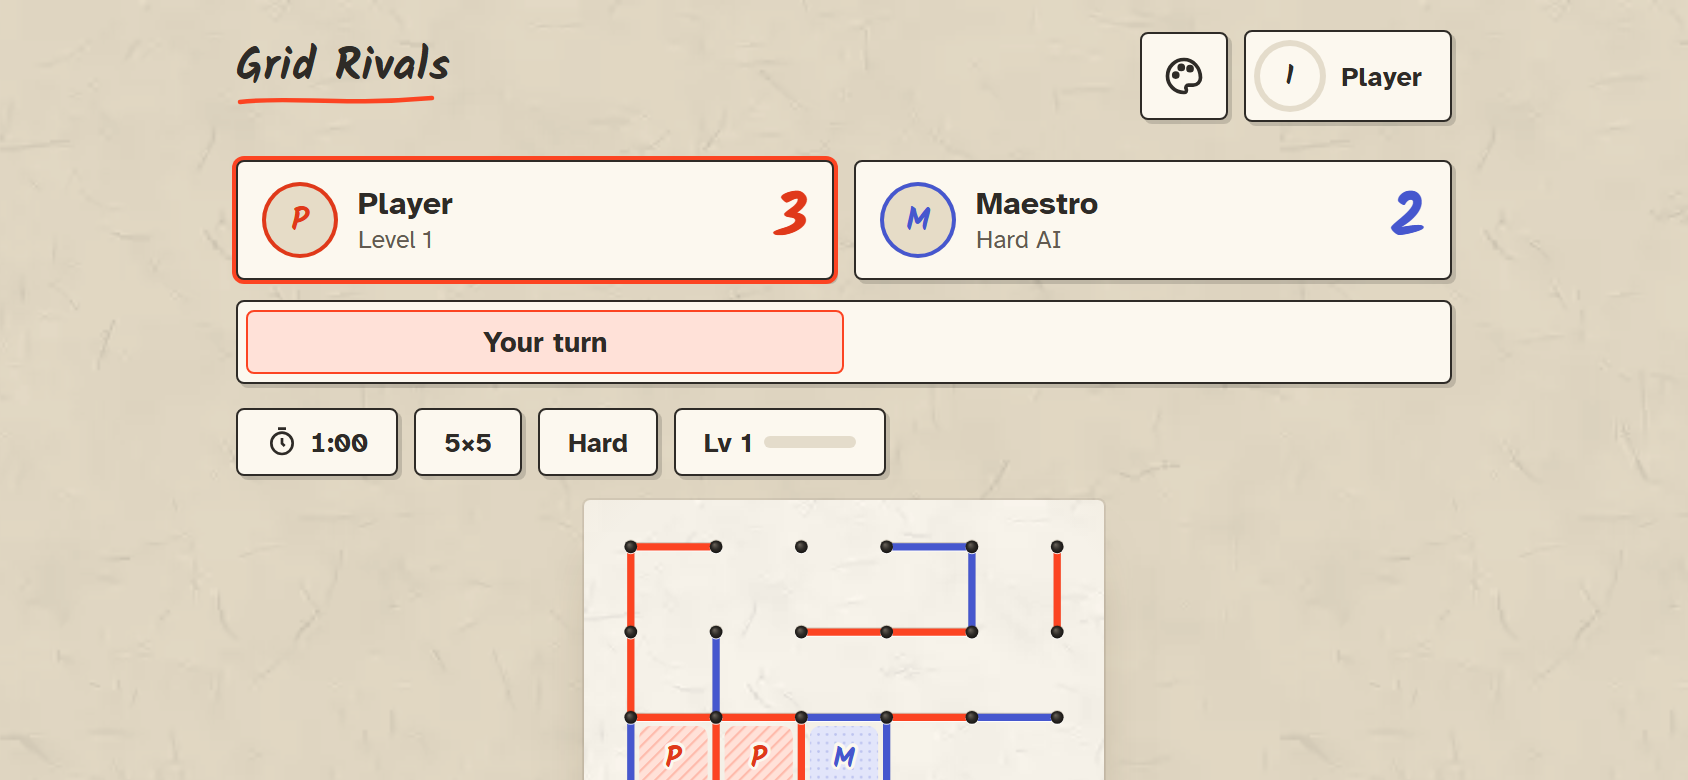 Grid Rivals
1 Player
P Player 3
Level 1
M Maestro 2
Hard AI
Your turn
1:00 5×5 Hard Lv 1
P P M